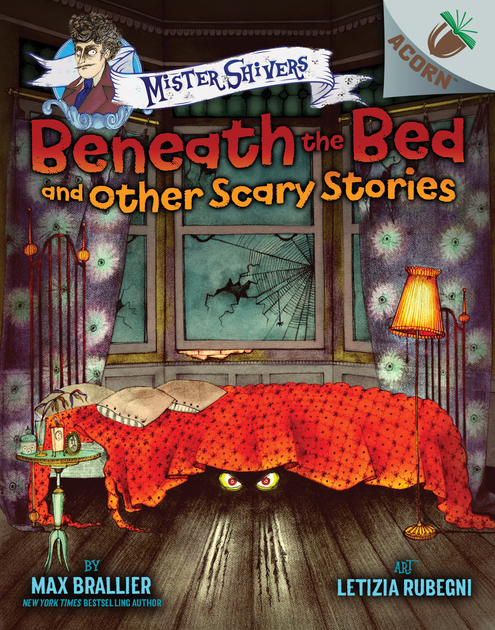 MISTER SHIVERS
ACORN™
Beneath the Bed
and Other Scary Stories
BY
MAX BRALLIER
NEW YORK TIMES BESTSELLING AUTHOR
ART
LETIZIA RUBEGNI